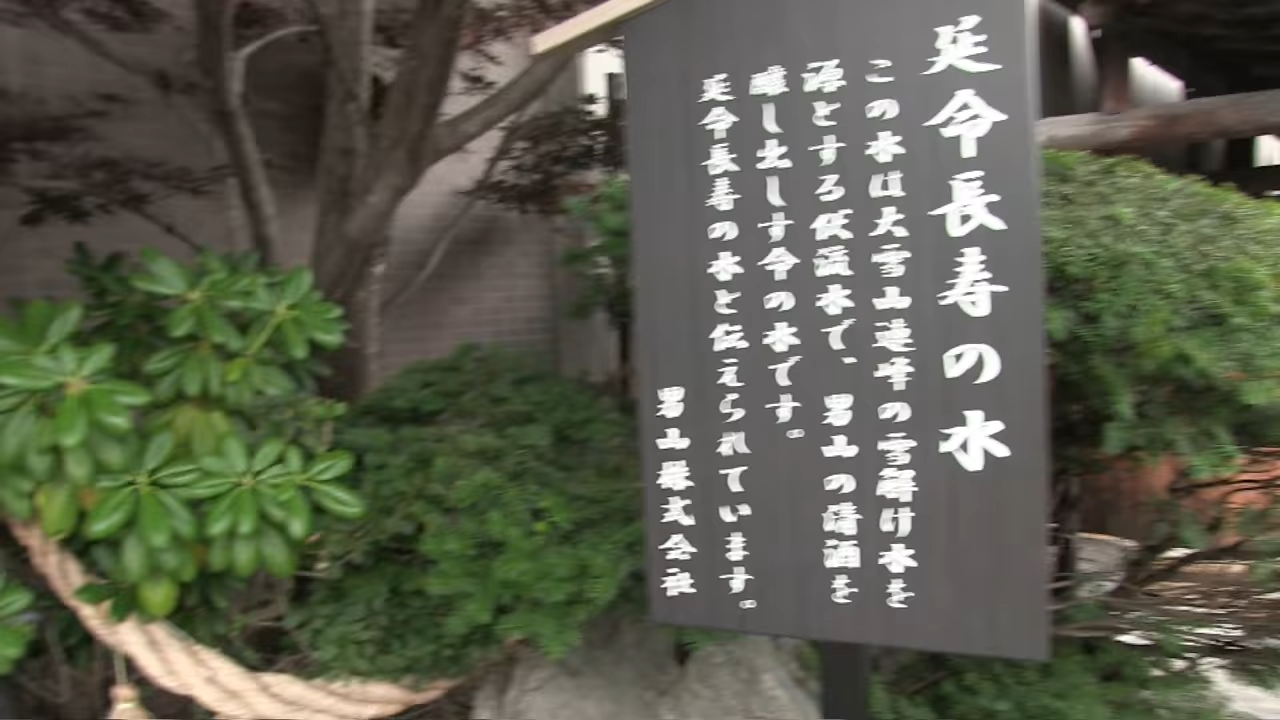 延命長寿の水
この水は大雪山連峰の雪解け水を
源とする伏流水で、男山の清酒を
醸し出しす命の水です。
延命長寿の水と伝えられています。
男山株式会社